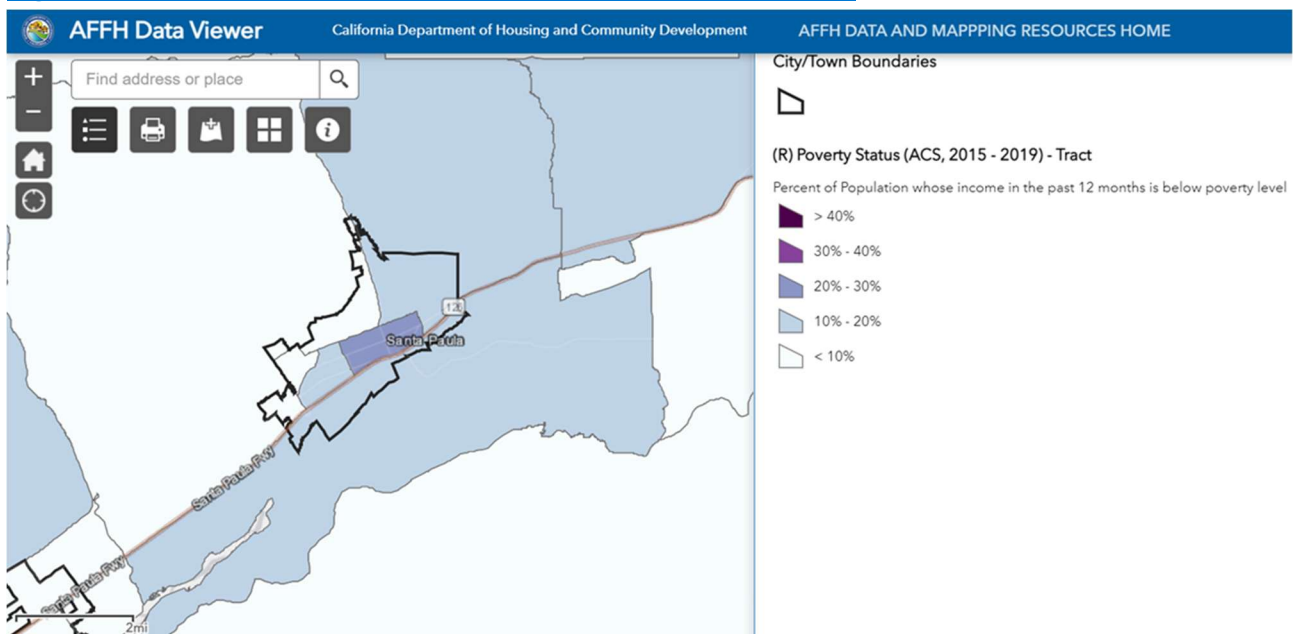 AFFH Data Viewer
California Department of Housing and Community Development
AFFH DATA AND MAPPPING RESOURCES HOME
+
Find address or place
−
City/Town Boundaries
(R) Poverty Status (ACS, 2015 - 2019) - Tract
Percent of Population whose income in the past 12 months is below poverty level
> 40%
30% - 40%
20% - 30%
10% - 20%
< 10%
126
Santa Paula
Santa Paula Fwy
Santa Paula Fwy
2mi